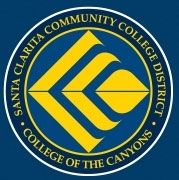 SANTA CLARITA COMMUNITY COLLEGE DISTRICT
• COLLEGE OF THE CANYONS •